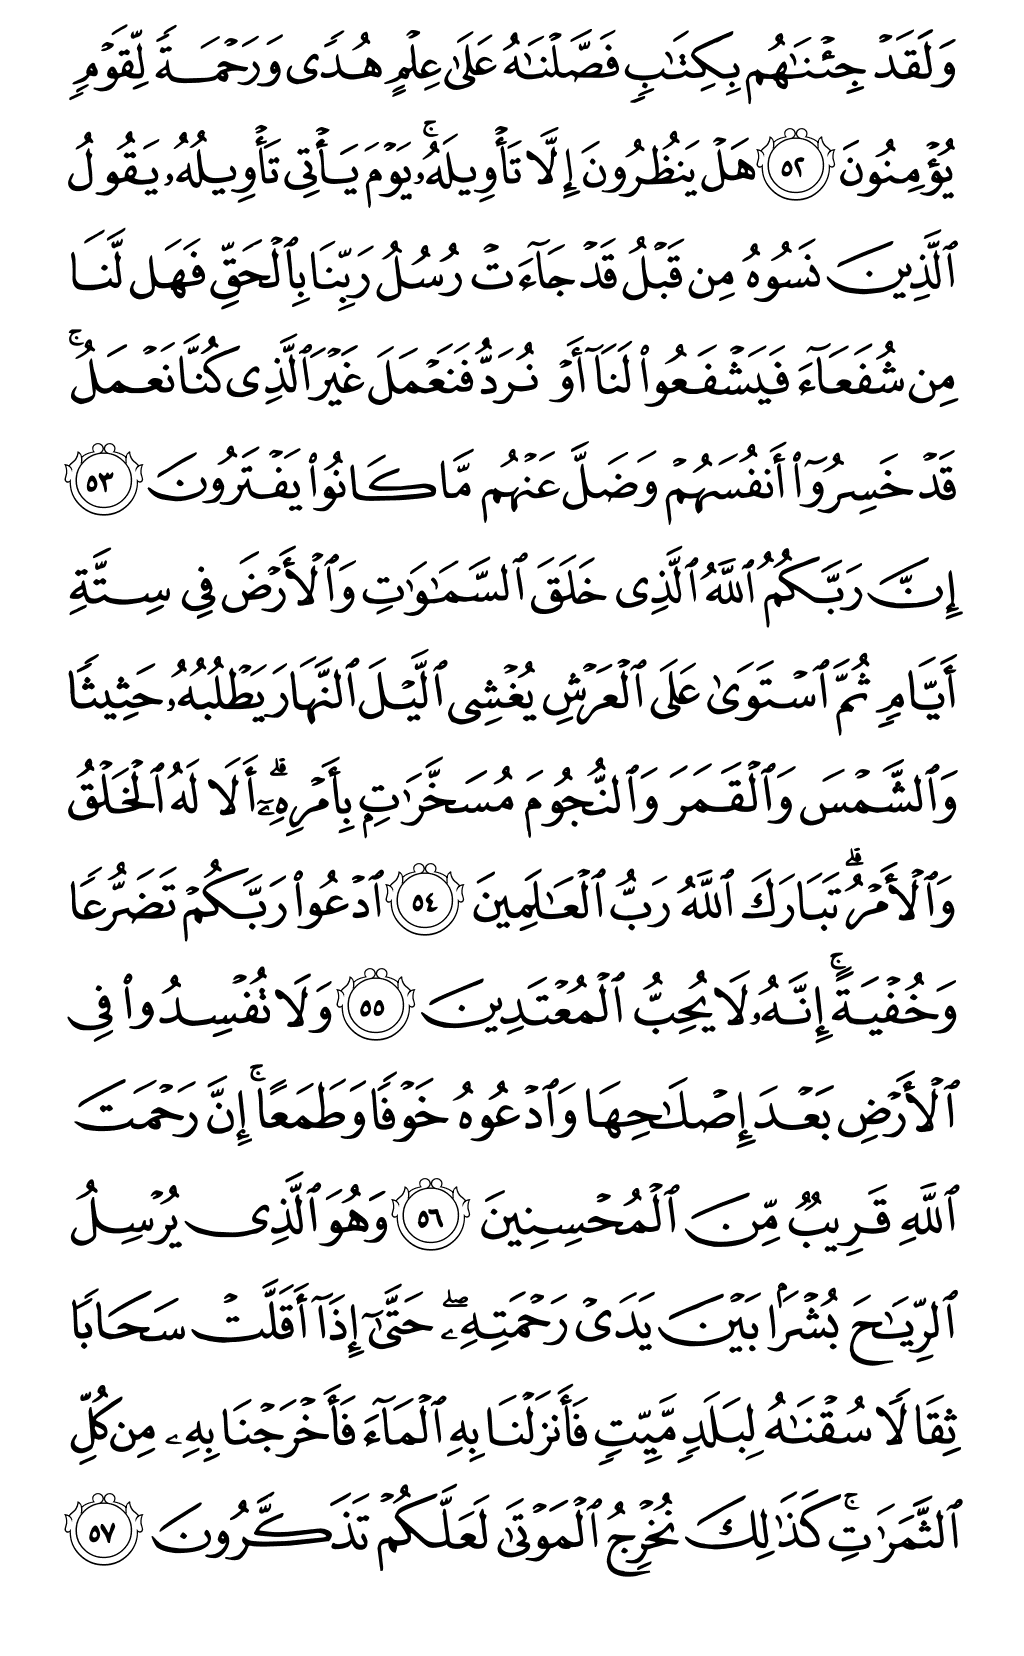 وَلَقَدۡ جِئۡنَٰهُم بِكِتَٰبٖ فَصَّلۡنَٰهُ عَلَىٰ عِلۡمٍ هُدٗى وَرَحۡمَةٗ لِّقَوۡمٖ
يُؤۡمِنُونَ ٥٢ هَلۡ يَنظُرُونَ إِلَّا تَأۡوِيلَهُۥۚ يَوۡمَ يَأۡتِي تَأۡوِيلُهُۥ يَقُولُ
ٱلَّذِينَ نَسُوهُ مِن قَبۡلُ قَدۡ جَآءَتۡ رُسُلُ رَبِّنَا بِٱلۡحَقِّ فَهَل لَّنَا
مِن شُفَعَآءَ فَيَشۡفَعُواْ لَنَآ أَوۡ نُرَدُّ فَنَعۡمَلَ غَيۡرَ ٱلَّذِي كُنَّا نَعۡمَلُۚ
قَدۡ خَسِرُوٓاْ أَنفُسَهُمۡ وَضَلَّ عَنۡهُم مَّا كَانُواْ يَفۡتَرُونَ ٥٣
إِنَّ رَبَّكُمُ ٱللَّهُ ٱلَّذِي خَلَقَ ٱلسَّمَٰوَٰتِ وَٱلۡأَرۡضَ فِي سِتَّةِ
أَيَّامٖ ثُمَّ ٱسۡتَوَىٰ عَلَى ٱلۡعَرۡشِ يُغۡشِي ٱلَّيۡلَ ٱلنَّهَارَ يَطۡلُبُهُۥ حَثِيثٗا
وَٱلشَّمۡسَ وَٱلۡقَمَرَ وَٱلنُّجُومَ مُسَخَّرَٰتِۭ بِأَمۡرِهِۦٓۗ أَلَا لَهُ ٱلۡخَلۡقُ
وَٱلۡأَمۡرُۗ تَبَارَكَ ٱللَّهُ رَبُّ ٱلۡعَٰلَمِينَ ٥٤ ٱدۡعُواْ رَبَّكُمۡ تَضَرُّعٗا
وَخُفۡيَةًۚ إِنَّهُۥ لَا يُحِبُّ ٱلۡمُعۡتَدِينَ ٥٥ وَلَا تُفۡسِدُواْ فِي
ٱلۡأَرۡضِ بَعۡدَ إِصۡلَٰحِهَا وَٱدۡعُوهُ خَوۡفٗا وَطَمَعًاۚ إِنَّ رَحۡمَتَ
ٱللَّهِ قَرِيبٞ مِّنَ ٱلۡمُحۡسِنِينَ ٥٦ وَهُوَ ٱلَّذِي يُرۡسِلُ
ٱلرِّيَٰحَ بُشۡرَۢا بَيۡنَ يَدَيۡ رَحۡمَتِهِۦۖ حَتَّىٰٓ إِذَآ أَقَلَّتۡ سَحَابٗا
ثِقَالٗا سُقۡنَٰهُ لِبَلَدٖ مَّيِّتٖ فَأَنزَلۡنَا بِهِ ٱلۡمَآءَ فَأَخۡرَجۡنَا بِهِۦ مِن كُلِّ
ٱلثَّمَرَٰتِۚ كَذَٰلِكَ نُخۡرِجُ ٱلۡمَوۡتَىٰ لَعَلَّكُمۡ تَذَكَّرُونَ ٥٧